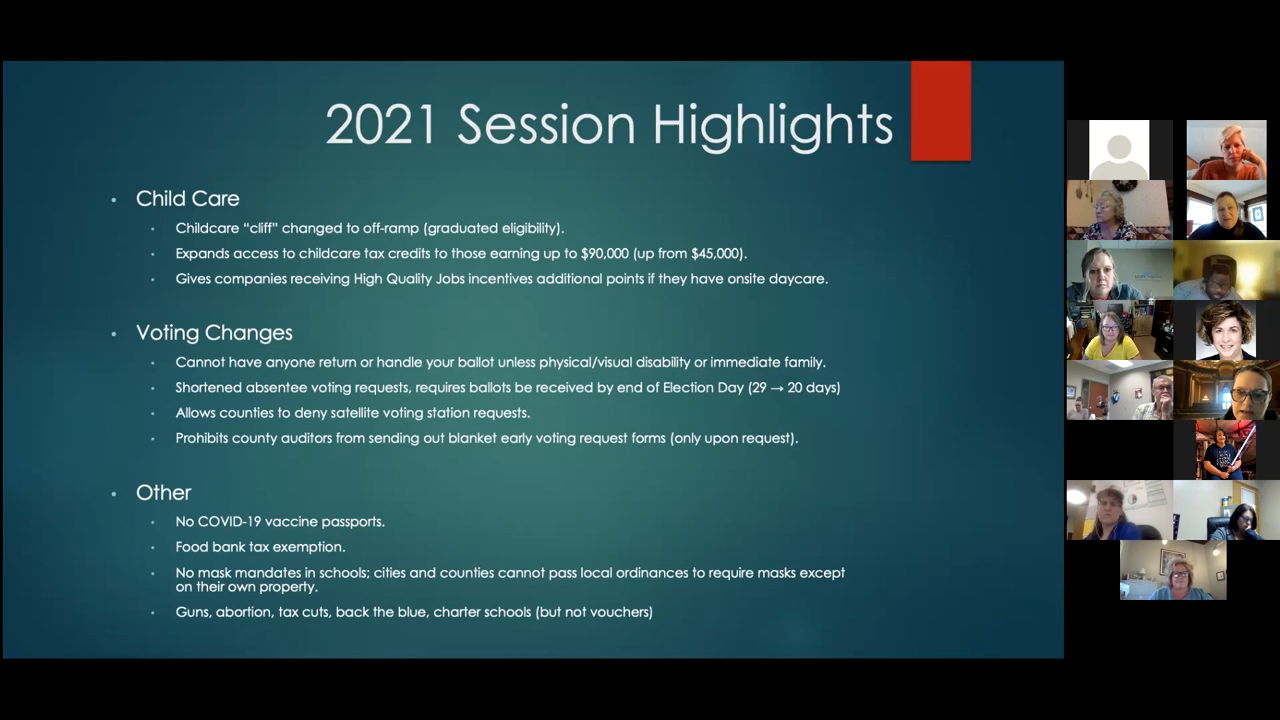 2021 Session Highlights
• Child Care
• Childcare “cliff” changed to off-ramp (graduated eligibility).
• Expands access to childcare tax credits to those earning up to $90,000 (up from $45,000).
• Gives companies receiving High Quality Jobs incentives additional points if they have onsite daycare.
• Voting Changes
• Cannot have anyone return or handle your ballot unless physical/visual disability or immediate family.
• Shortened absentee voting requests, requires ballots be received by end of Election Day (29 → 20 days)
• Allows counties to deny satellite voting station requests.
• Prohibits county auditors from sending out blanket early voting request forms (only upon request).
• Other
• No COVID-19 vaccine passports.
• Food bank tax exemption.
• No mask mandates in schools; cities and counties cannot pass local ordinances to require masks except
on their own property.
• Guns, abortion, tax cuts, back the blue, charter schools (but not vouchers)